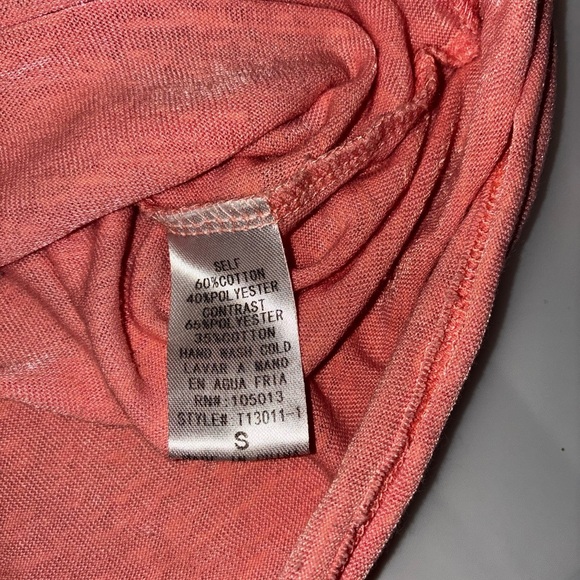 SELF
60%COTTON
40%POLYESTER
CONTRAST
65%POLYESTER
35%COTTON
HAND WASH COLD
LAVAR A MANO
EN AGUA FRIA
RN#: 105013
STYLE# T13011-1
S